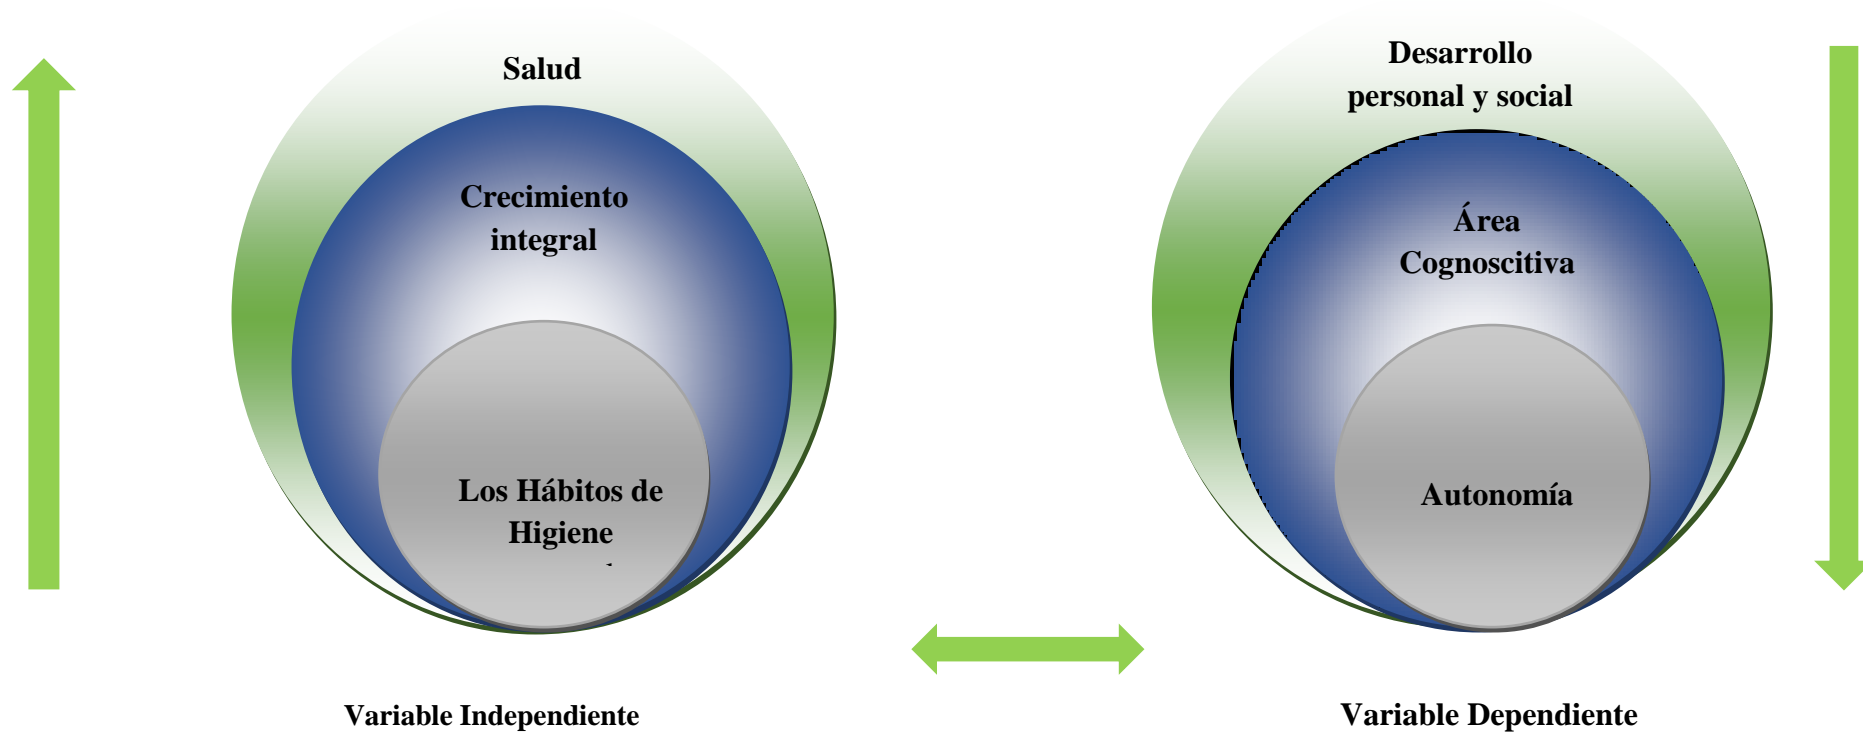 Salud
Crecimiento
integral
Los Hábitos de
Higiene
Desarrollo
personal y social
Área
Cognoscitiva
Autonomía
Variable Independiente
Variable Dependiente